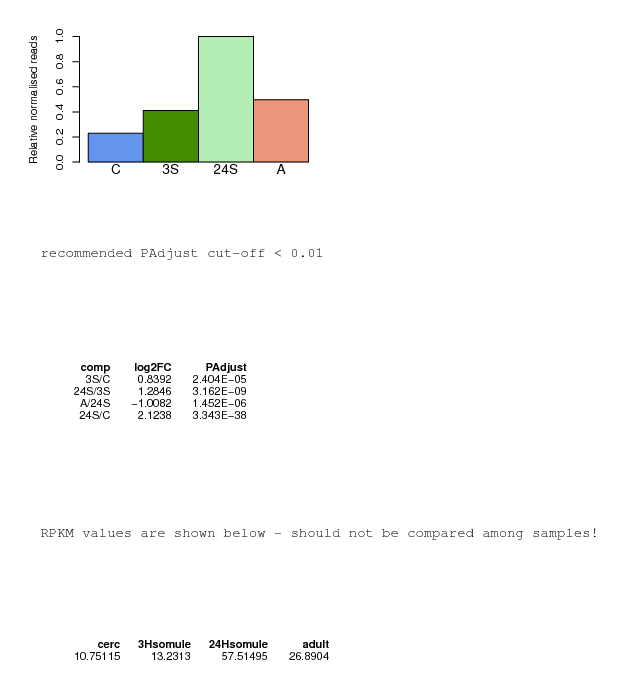 Relative normalised reads
1.0
0.8
0.6
0.4
0.2
0.0
C 3S 24S A
recommended PAdjust cut-off < 0.01
comp log2FC PAdjust
3S/C 0.8392 2.404E-05
24S/3S 1.2846 3.162E-09
A/24S -1.0082 1.452E-06
24S/C 2.1238 3.343E-38
RPKM values are shown below - should not be compared among samples!
cerc 3Hsomule 24Hsomule adult
10.75115 13.2313 57.51495 26.8904